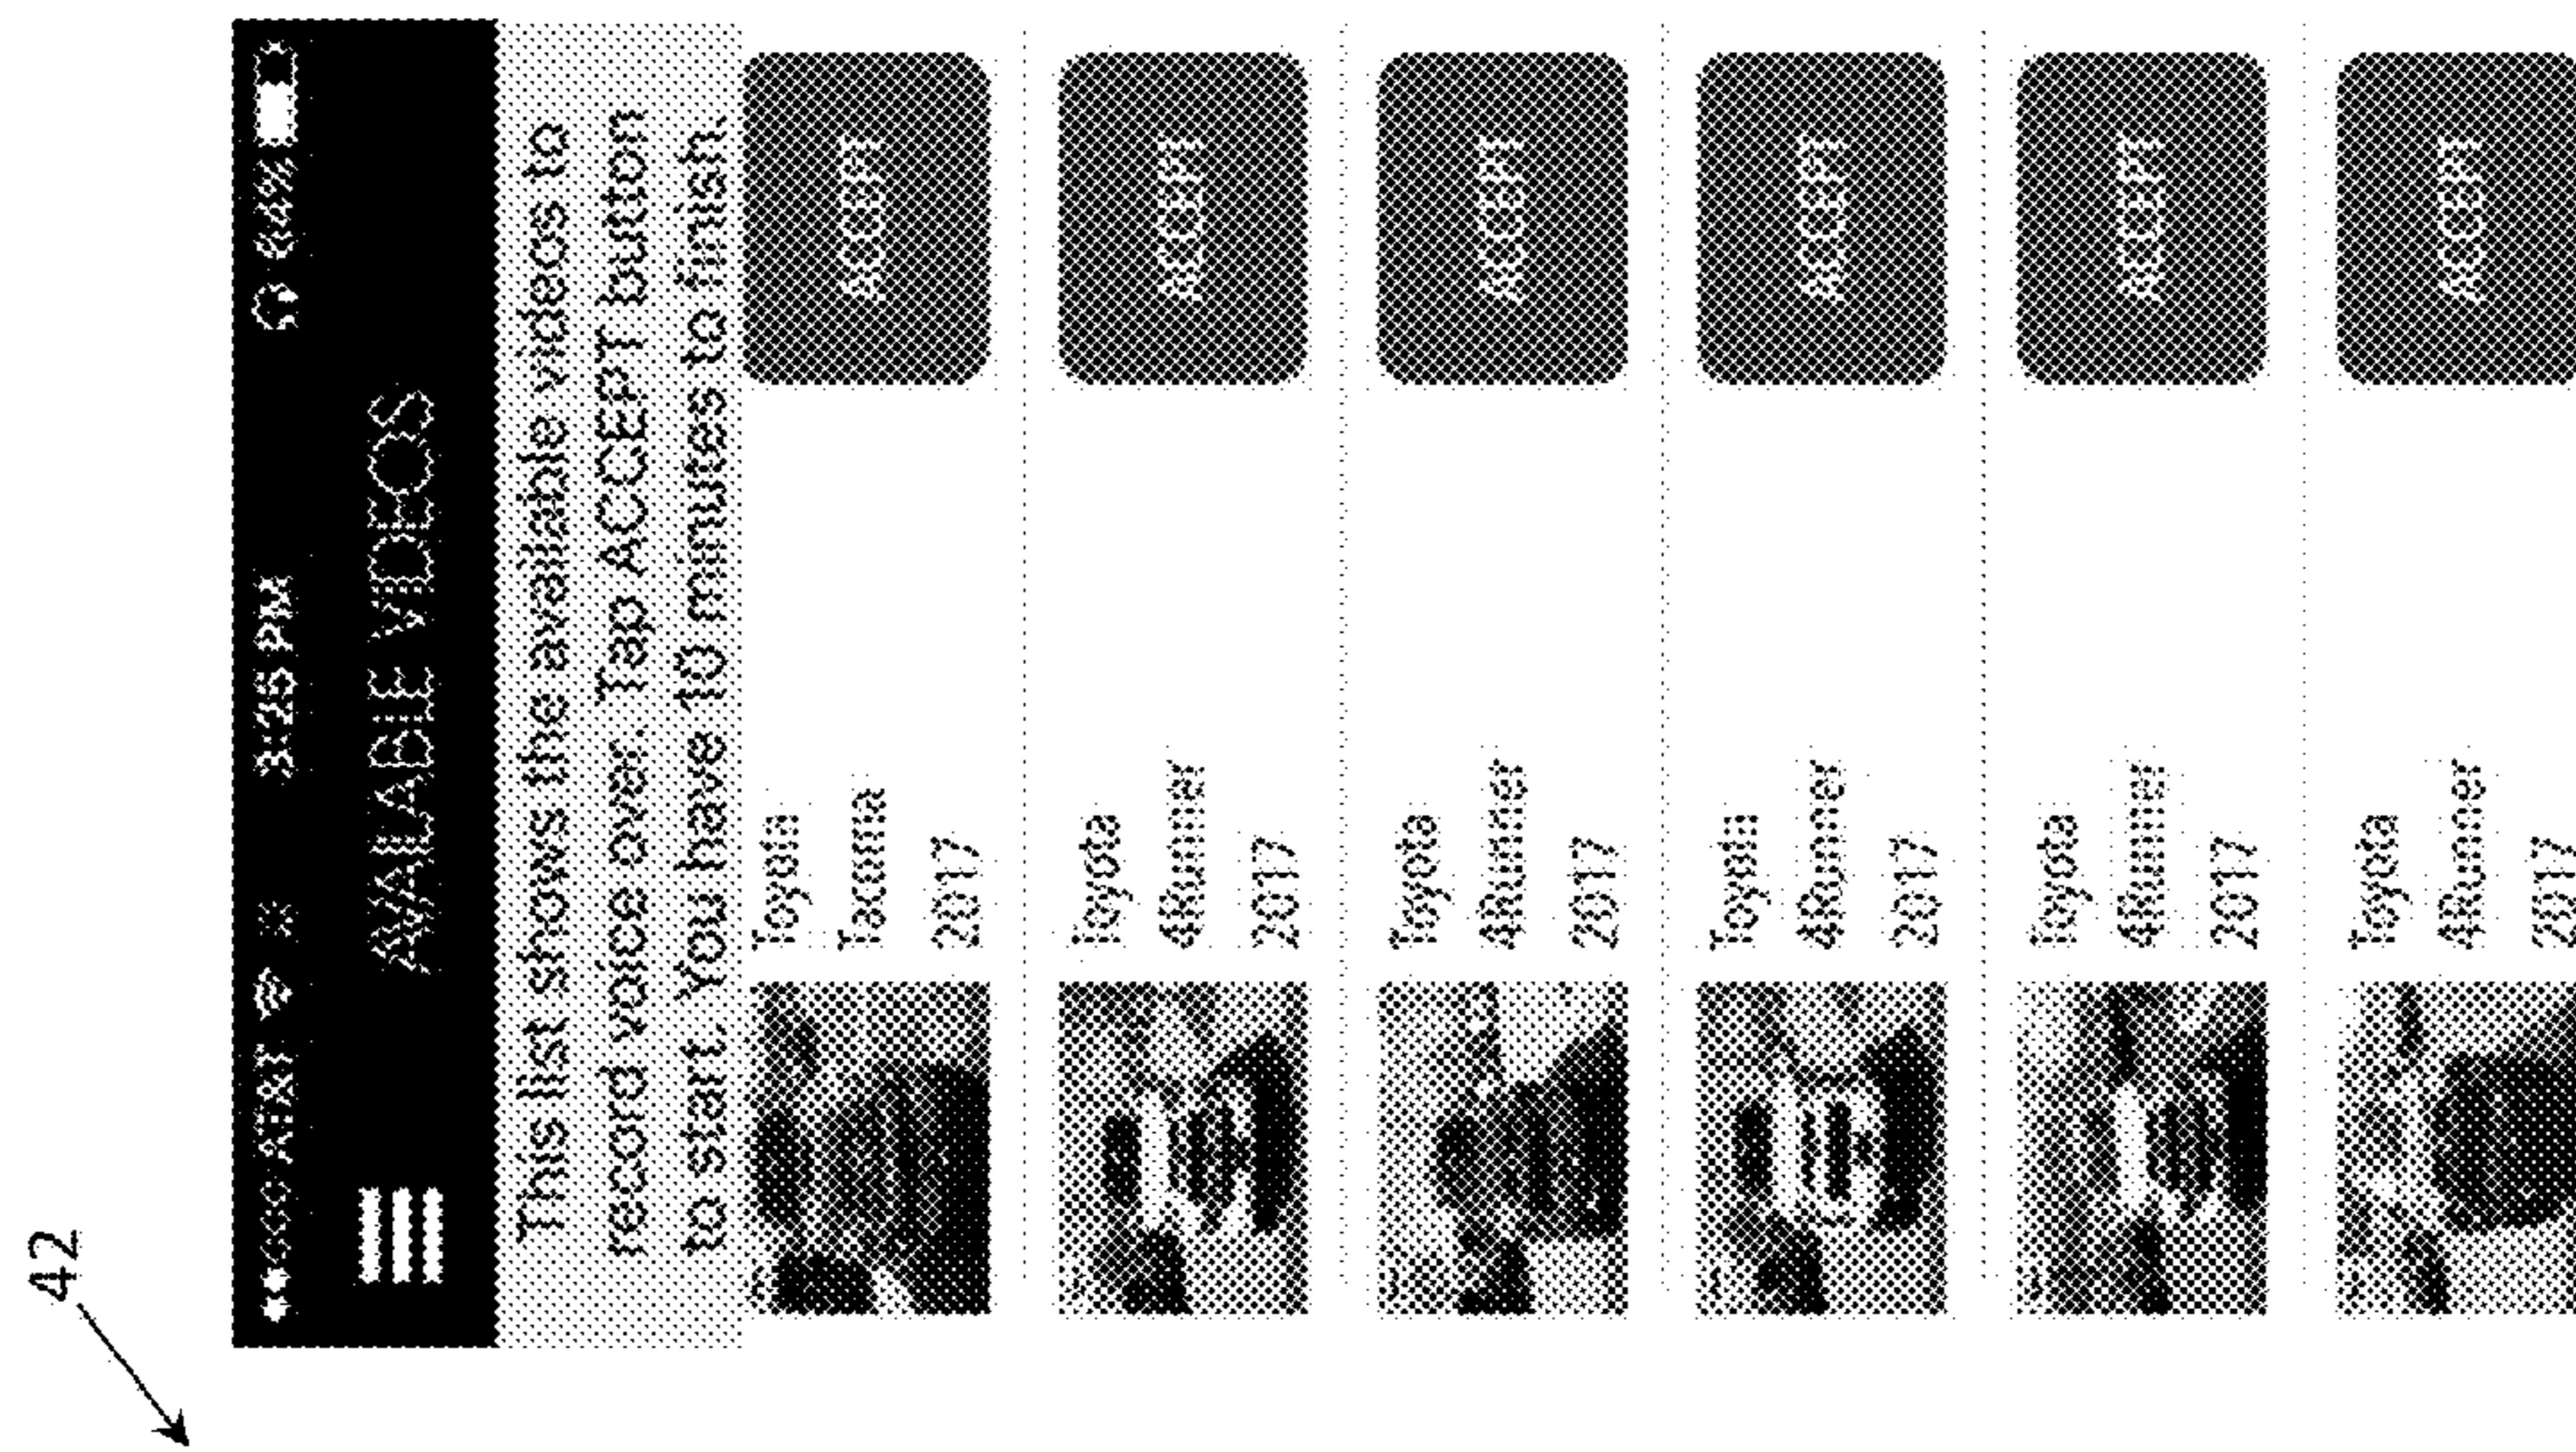 42
AT&T 3:25 PM 64%
AVAILABLE VIDEOS
This list shows the available videos to
record voice over. Tap ACCEPT button
to start. You have 10 minutes to finish.
Toyota
Tacoma
2017
ACCEPT
Toyota
4Runner
2017
ACCEPT
Toyota
4Runner
2017
ACCEPT
Toyota
4Runner
2017
ACCEPT
Toyota
4Runner
2017
ACCEPT
Toyota
4Runner
2017
ACCEPT